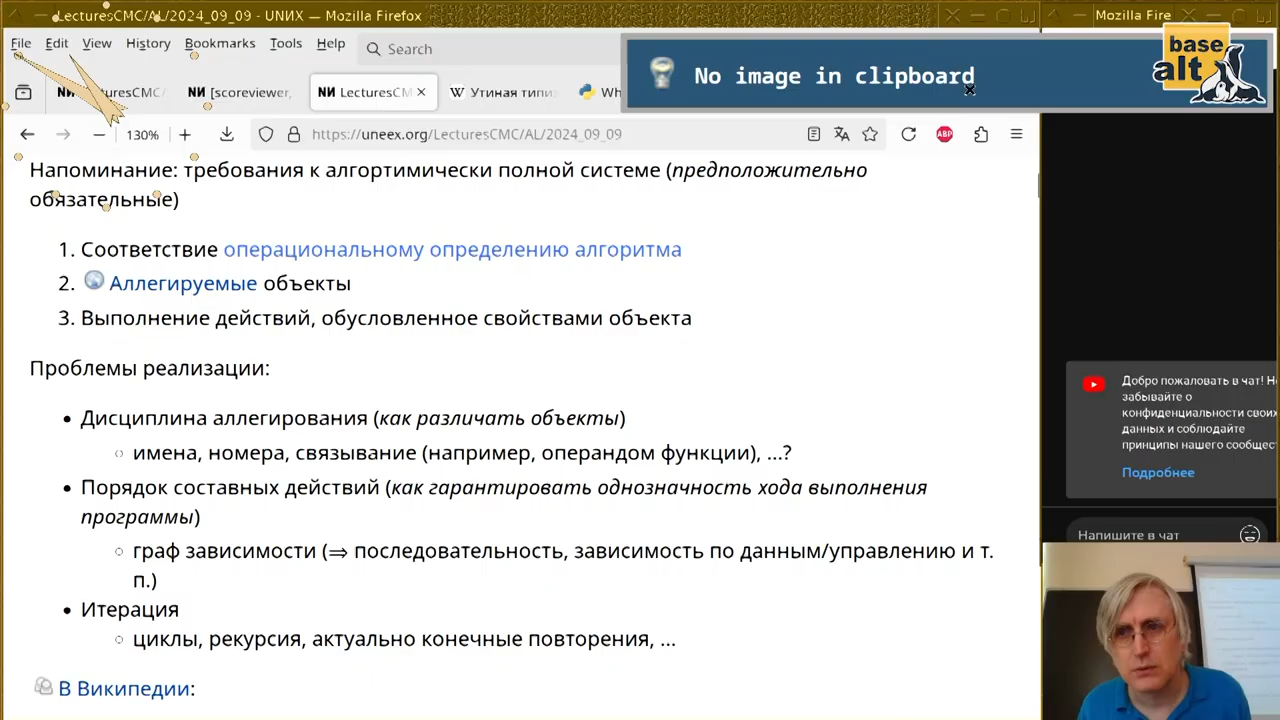 LecturesCMC/AL/2024_09_09 - UNИX — Mozilla Firefox
Mozilla Fire
File Edit View History Bookmarks Tools Help
Search
No image in clipboard
base
alt
LecturesCMC/
[scoreviewer,
LecturesCM
Утиная типиз
Wh
130%
https://uneex.org/LecturesCMC/AL/2024_09_09
ABP
Напоминание: требования к алгортимически полной системе (предположительно
обязательные)
1. Соответствие операциональному определению алгоритма
2. Аллегируемые объекты
3. Выполнение действий, обусловленное свойствами объекта
Проблемы реализации:
• Дисциплина аллегирования (как различать объекты)
имена, номера, связывание (например, операндом функции), ...?
• Порядок составных действий (как гарантировать однозначность хода выполнения
программы)
граф зависимости (⇒ последовательность, зависимость по данным/управлению и т.
п.)
• Итерация
циклы, рекурсия, актуально конечные повторения, ...
В Википедии:
Добро пожаловать в чат! Не
забывайте о
конфиденциальности своих
данных и соблюдайте
принципы нашего сообщес
Подробнее
Напишите в чат